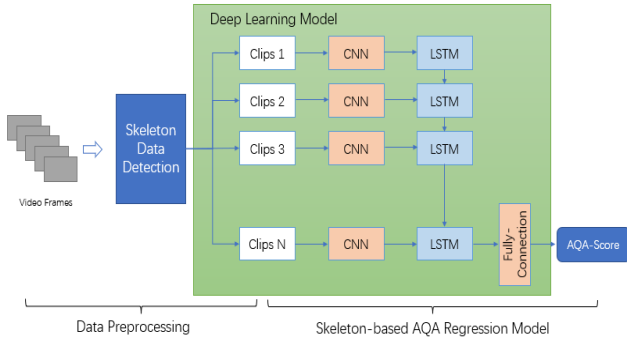 Deep Learning Model
Clips 1
CNN
LSTM
Clips 2
CNN
LSTM
Skeleton
Data
Detection
Clips 3
CNN
LSTM
Video Frames
Clips N
CNN
LSTM
Fully-
Connection
AQA-Score
Data Preprocessing
Skeleton-based AQA Regression Model